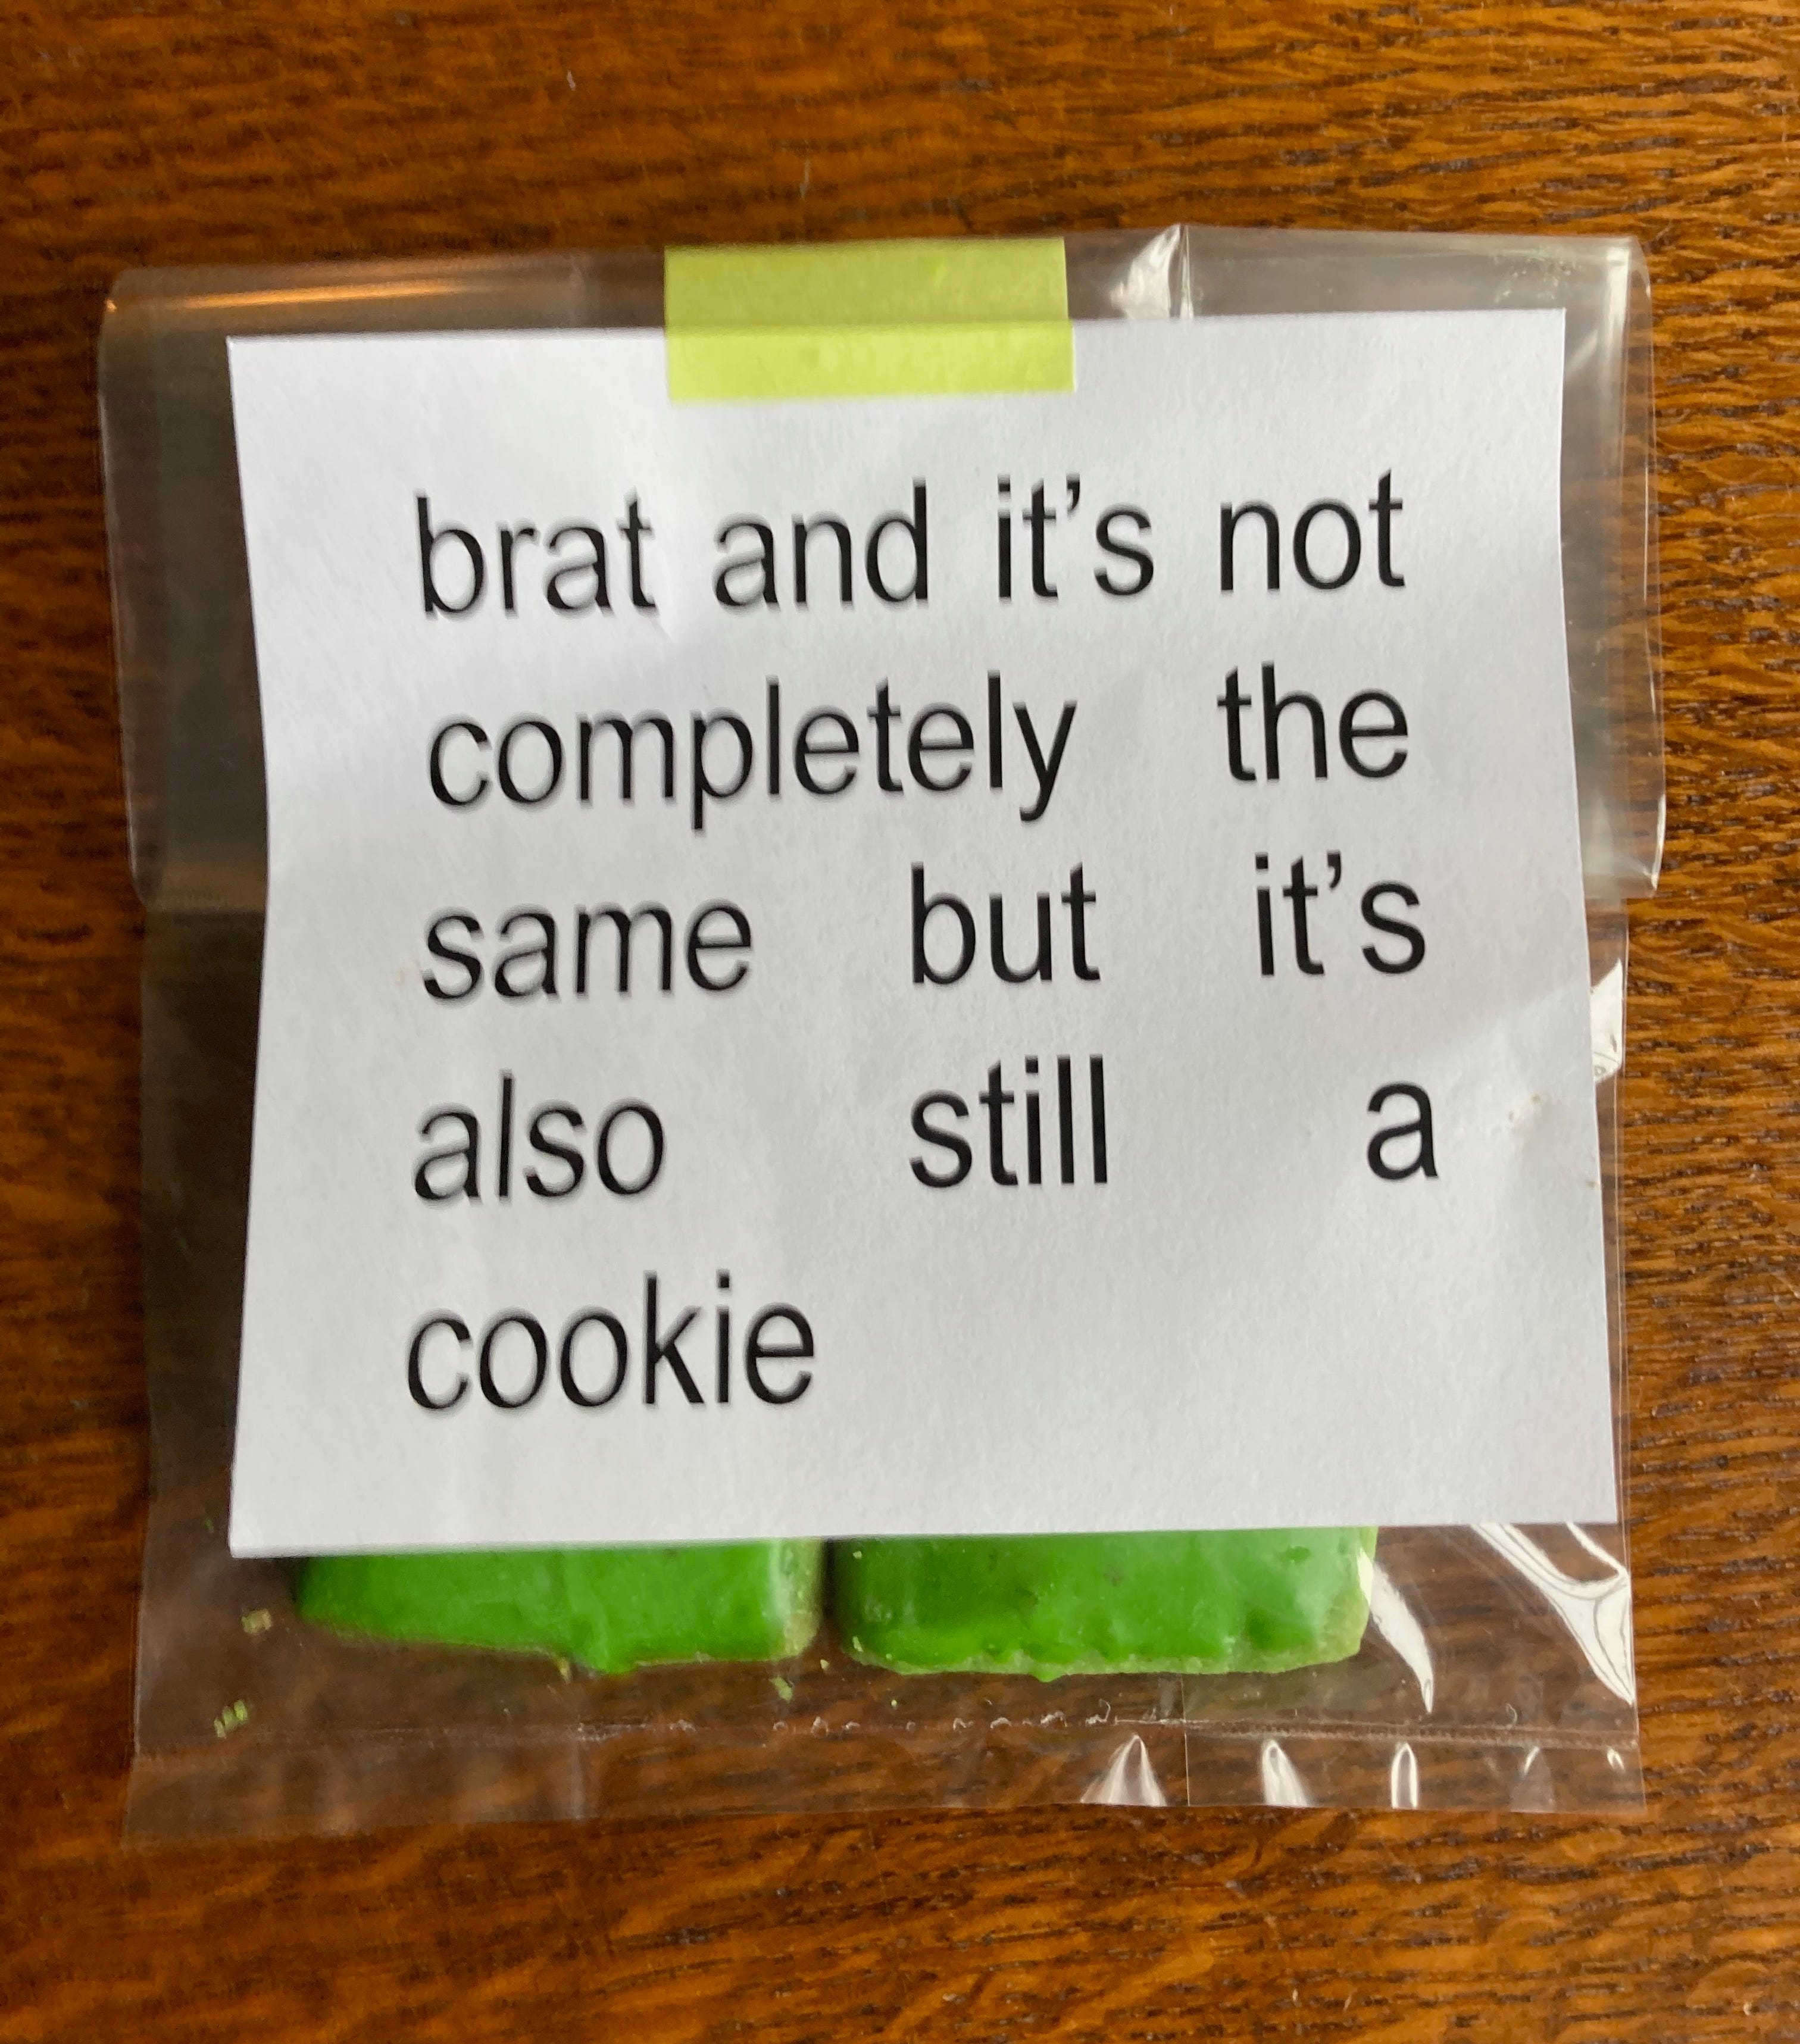 brat and it’s not
completely the
same but it’s
also still a
cookie